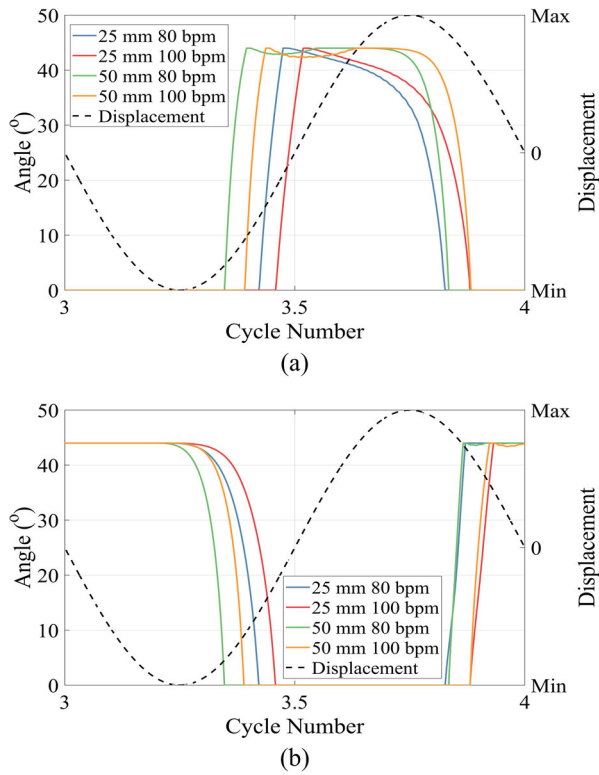 50
40
30
20
10
0
Angle (°)
25 mm 80 bpm
25 mm 100 bpm
50 mm 80 bpm
50 mm 100 bpm
Displacement
Max
0
Min
Displacement
3
3.5
4
Cycle Number
(a)
50
40
30
20
10
0
Angle (°)
25 mm 80 bpm
25 mm 100 bpm
50 mm 80 bpm
50 mm 100 bpm
Displacement
Max
0
Min
Displacement
3
3.5
4
Cycle Number
(b)